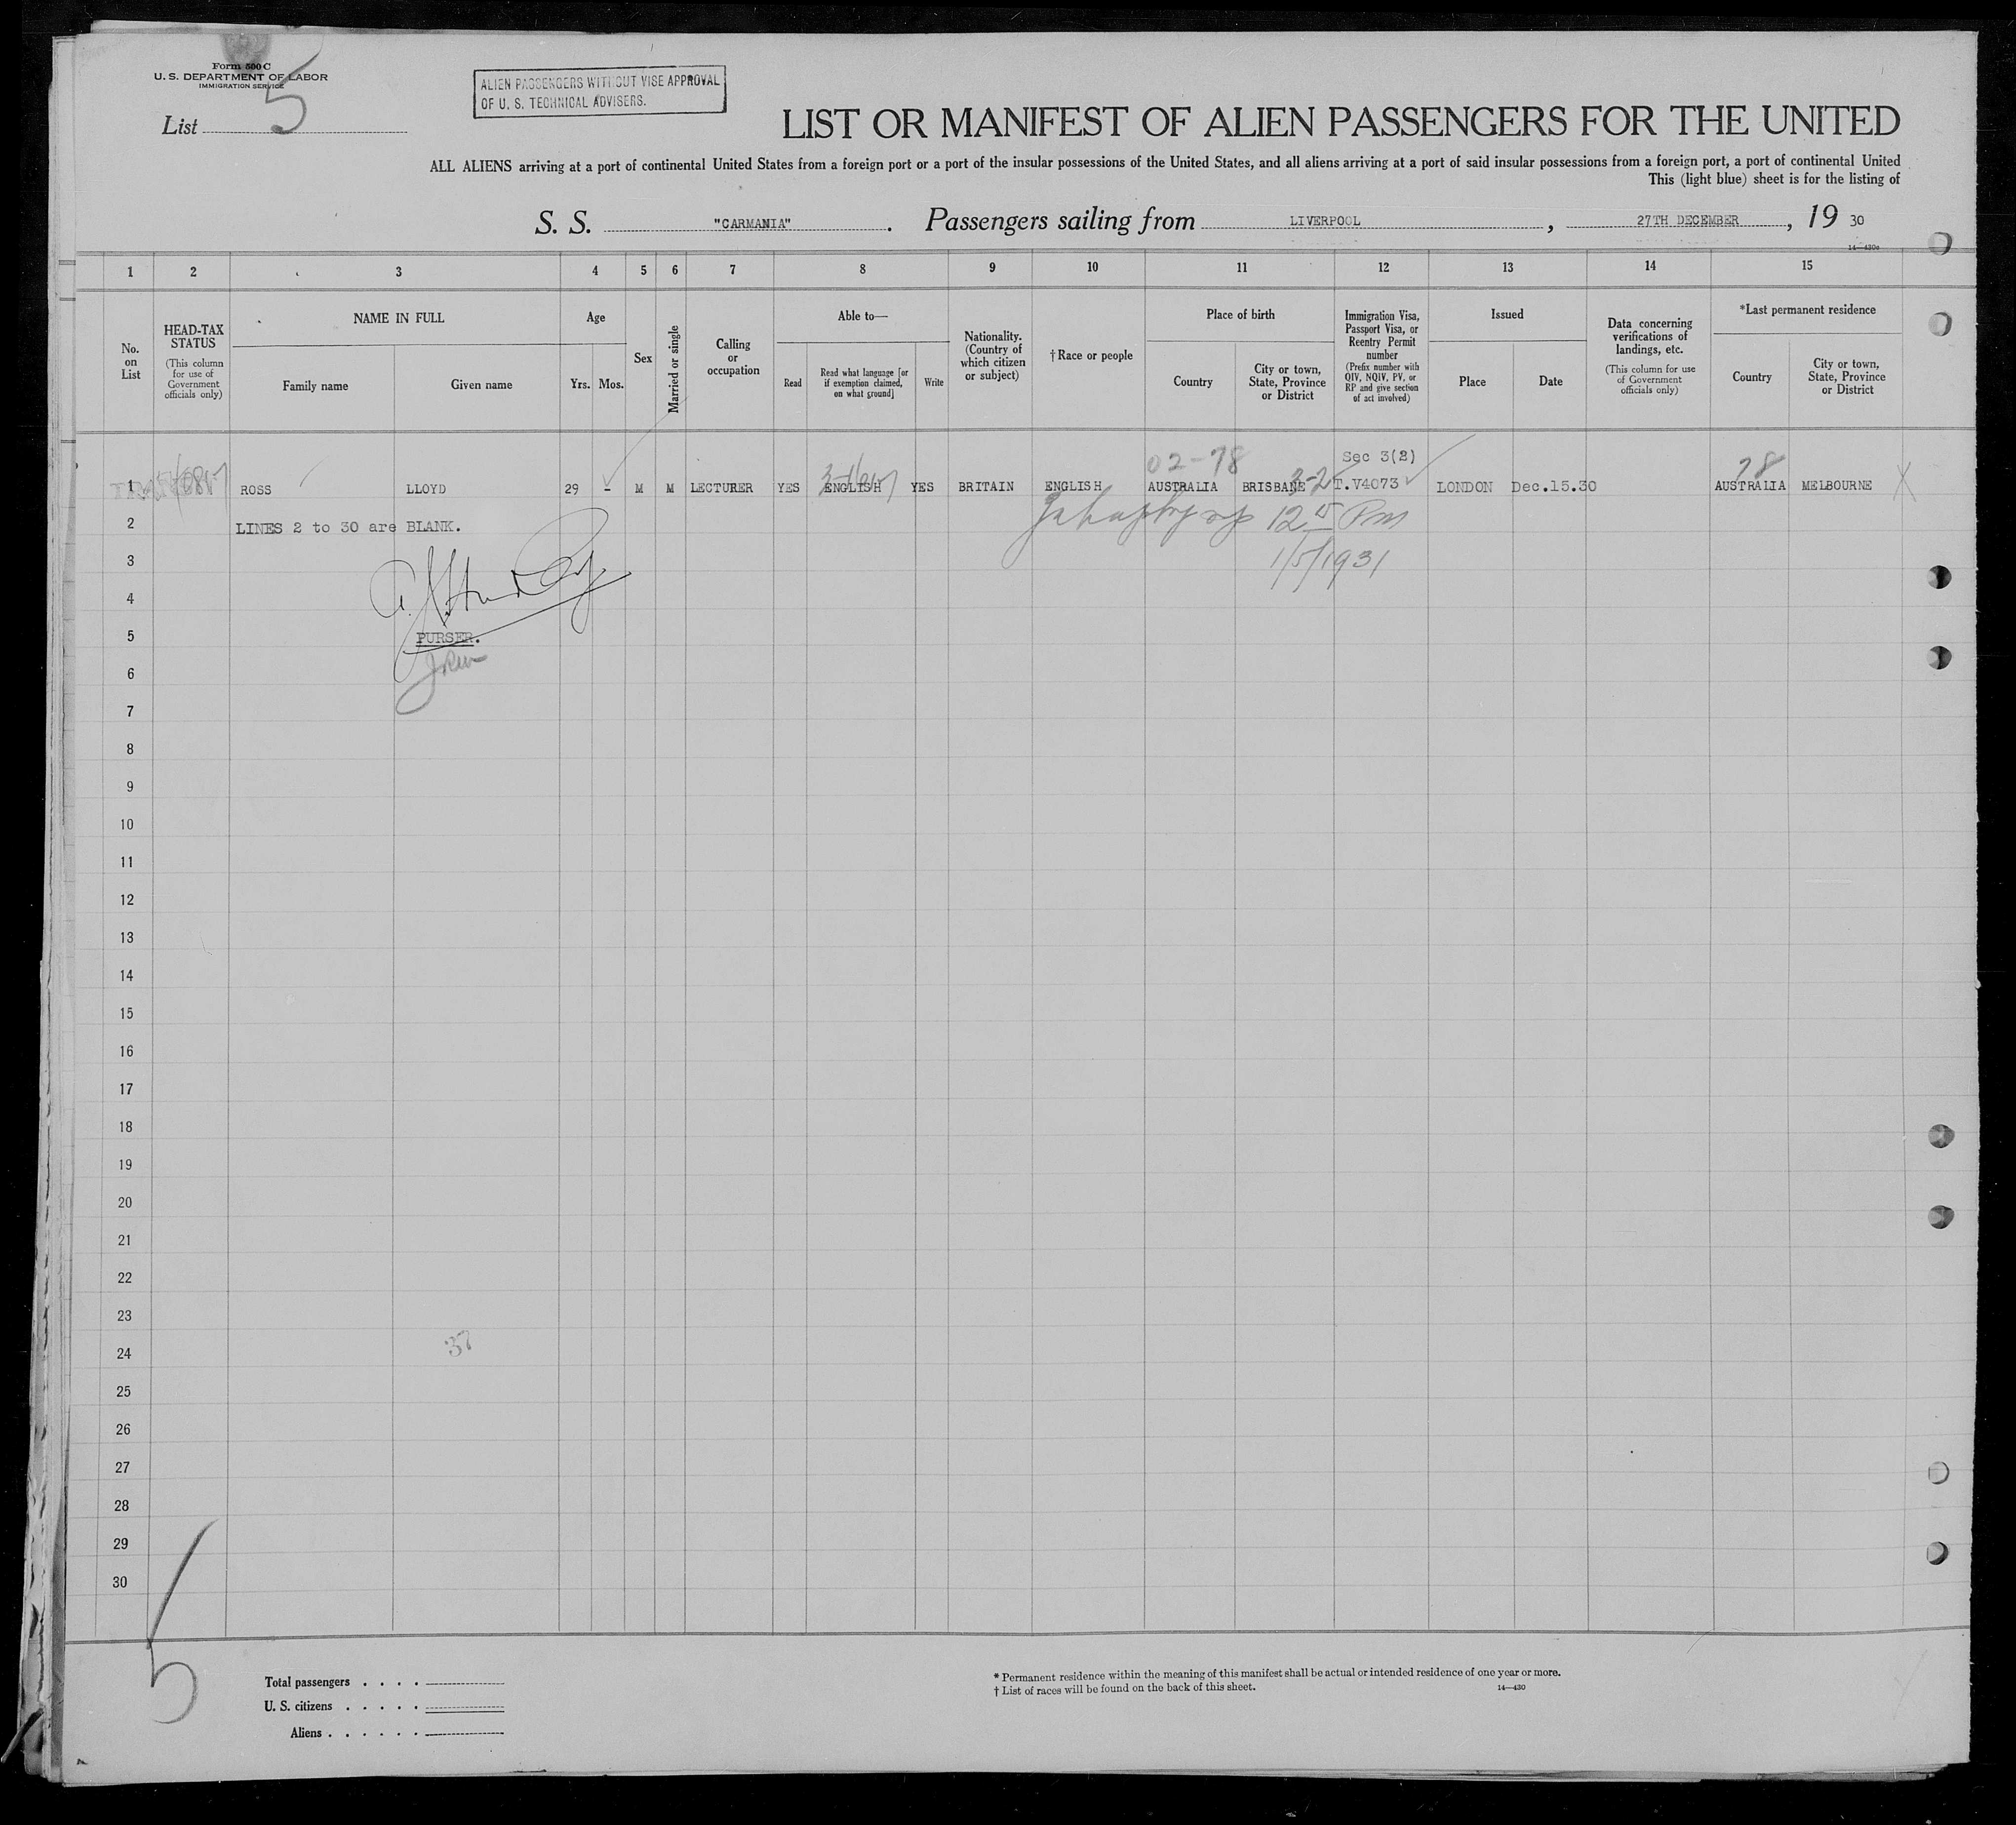 Form 500 C
U. S. DEPARTMENT OF LABOR
IMMIGRATION SERVICE
ALIEN PASSENGERS WITHOUT VISE APPROVAL
OF U. S. TECHNICAL ADVISERS.
List 5
LIST OR MANIFEST OF ALIEN PASSENGERS FOR THE UNITED
ALL ALIENS arriving at a port of continental United States from a foreign port or a port of the insular possessions of the United States, and all aliens arriving at a port of said insular possessions from a foreign port, a port of continental United
This (light blue) sheet is for the listing of
S. S. "CARMANIA". Passengers sailing from LIVERPOOL, 27TH DECEMBER, 19 30
14—430c
1 2 3 4 5 6 7 8 9 10 11 12 13 14 15
No. on List
HEAD-TAX STATUS
(This column for use of Government officials only)
NAME IN FULL
Family name
Given name
Age
Yrs. Mos.
Sex
Married or single
Calling or occupation
Able to—
Read
Read what language [or if exemption claimed, on what ground]
Write
Nationality. (Country of which citizen or subject)
† Race or people
Place of birth
Country
City or town, State, Province or District
Immigration Visa, Passport Visa, or Reentry Permit number
(Prefix number with QIV, NQIV, PV, or RP and give section of act involved)
Issued
Place
Date
Data concerning verifications of landings, etc.
(This column for use of Government officials only)
*Last permanent residence
Country
City or town, State, Province or District
02-78 Sec 3(2) 78
1 ROSS LLOYD 29 - M M LECTURER YES ENGLISH YES BRITAIN ENGLISH AUSTRALIA BRISBANE 3-2 T.V4073 LONDON Dec.15.30 AUSTRALIA MELBOURNE X
2 LINES 2 to 30 are BLANK. 12 15 Pm
3 1/5/1931
4
5 PURSER.
6
7
8
9
10
11
12
13
14
15
16
17
18
19
20
21
22
23
24 37
25
26
27
28
29
30
5
Total passengers . . . .
U. S. citizens . . . . .
Aliens . . . . . .
* Permanent residence within the meaning of this manifest shall be actual or intended residence of one year or more.
† List of races will be found on the back of this sheet. 14—430